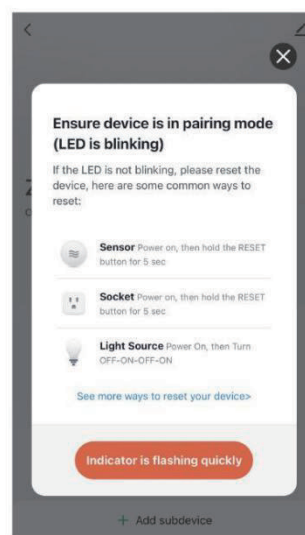 Ensure device is in pairing mode
(LED is blinking)
If the LED is not blinking, please reset the
device, here are some common ways to
reset:
Sensor Power on, then hold the RESET
button for 5 sec
Socket Power on, then hold the RESET
button for 5 sec
Light Source Power On, then Turn
OFF-ON-OFF-ON
See more ways to reset your device>
Indicator is flashing quickly
+ Add subdevice